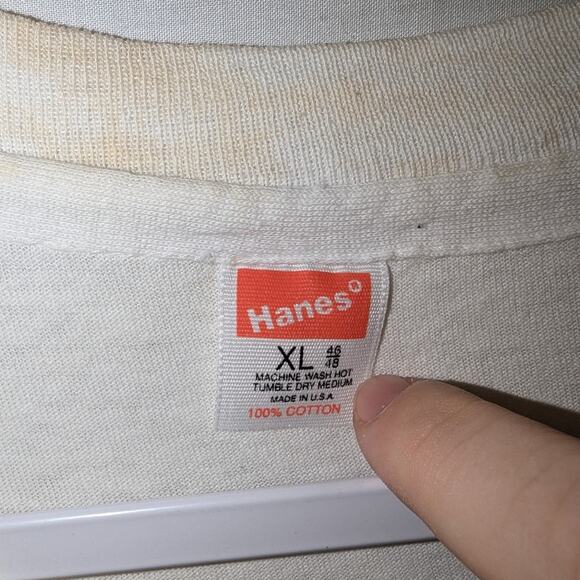 Hanes®
XL 46/48
MACHINE WASH HOT
TUMBLE DRY MEDIUM
MADE IN U.S.A
100% COTTON